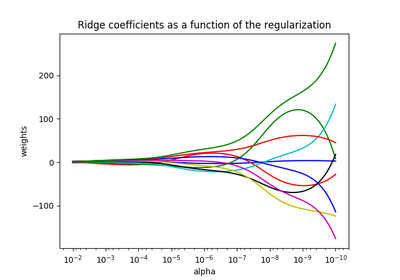 Ridge coefficients as a function of the regularization
weights
200
100
0
−100
10⁻² 10⁻³ 10⁻⁴ 10⁻⁵ 10⁻⁶ 10⁻⁷ 10⁻⁸ 10⁻⁹ 10⁻¹⁰
alpha